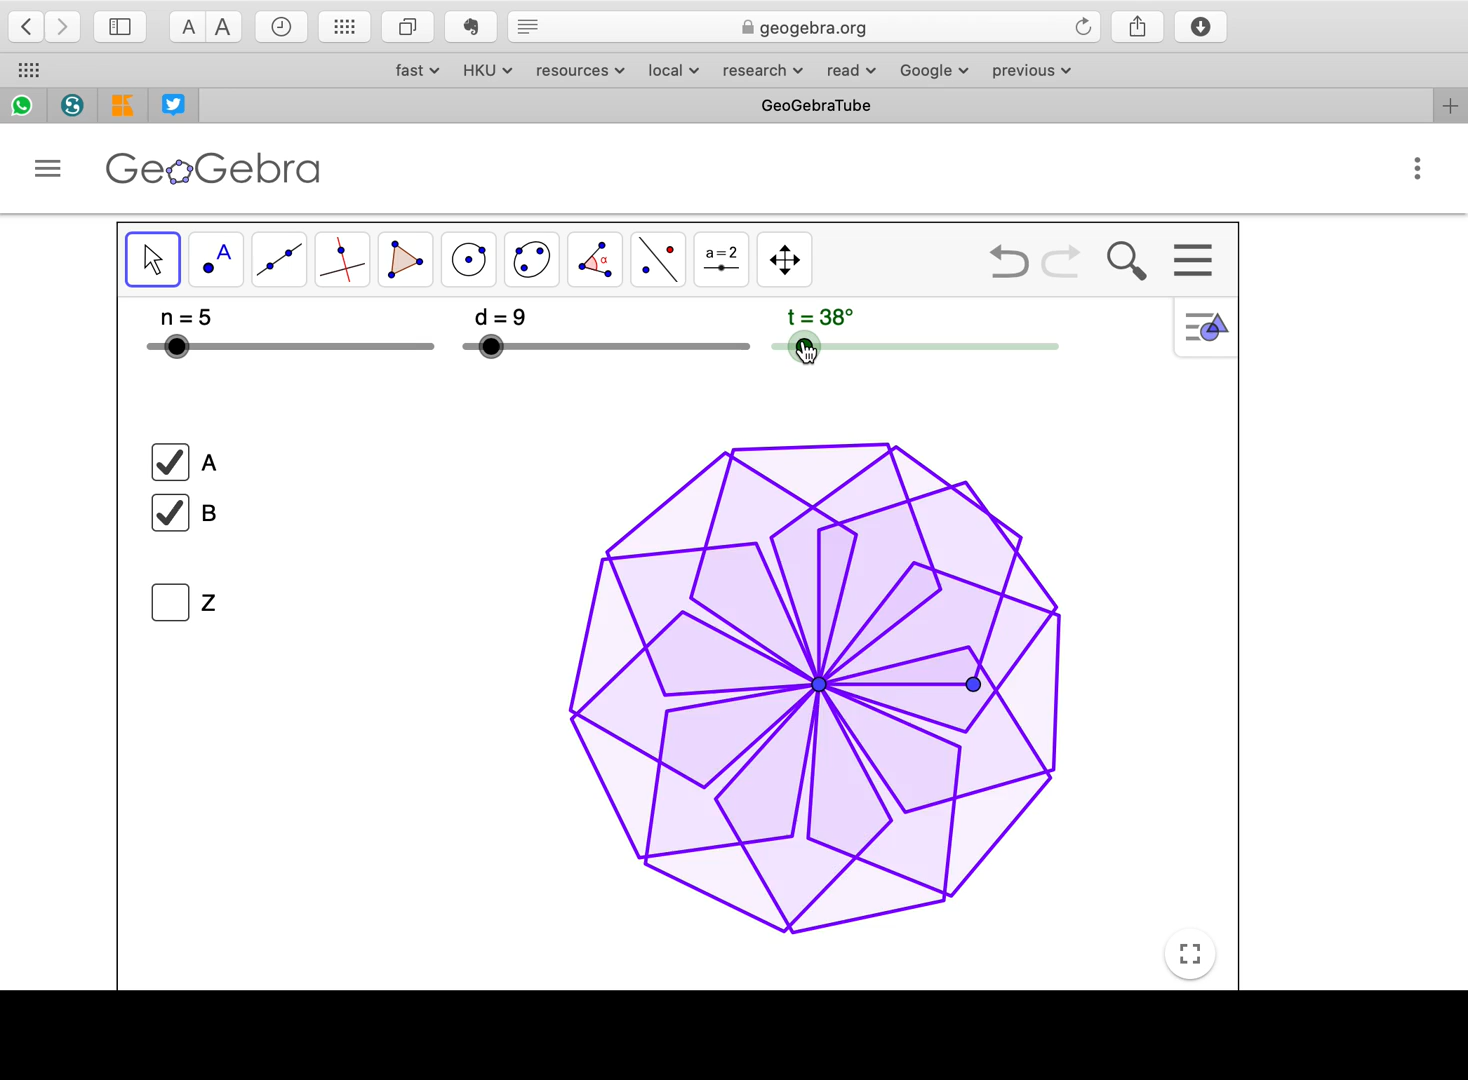 A A geogebra.org
fast HKU resources local research read Google previous
GeoGebraTube
GeoGebra
A α a=2
n = 5 d = 9 t = 38°
A
B
Z